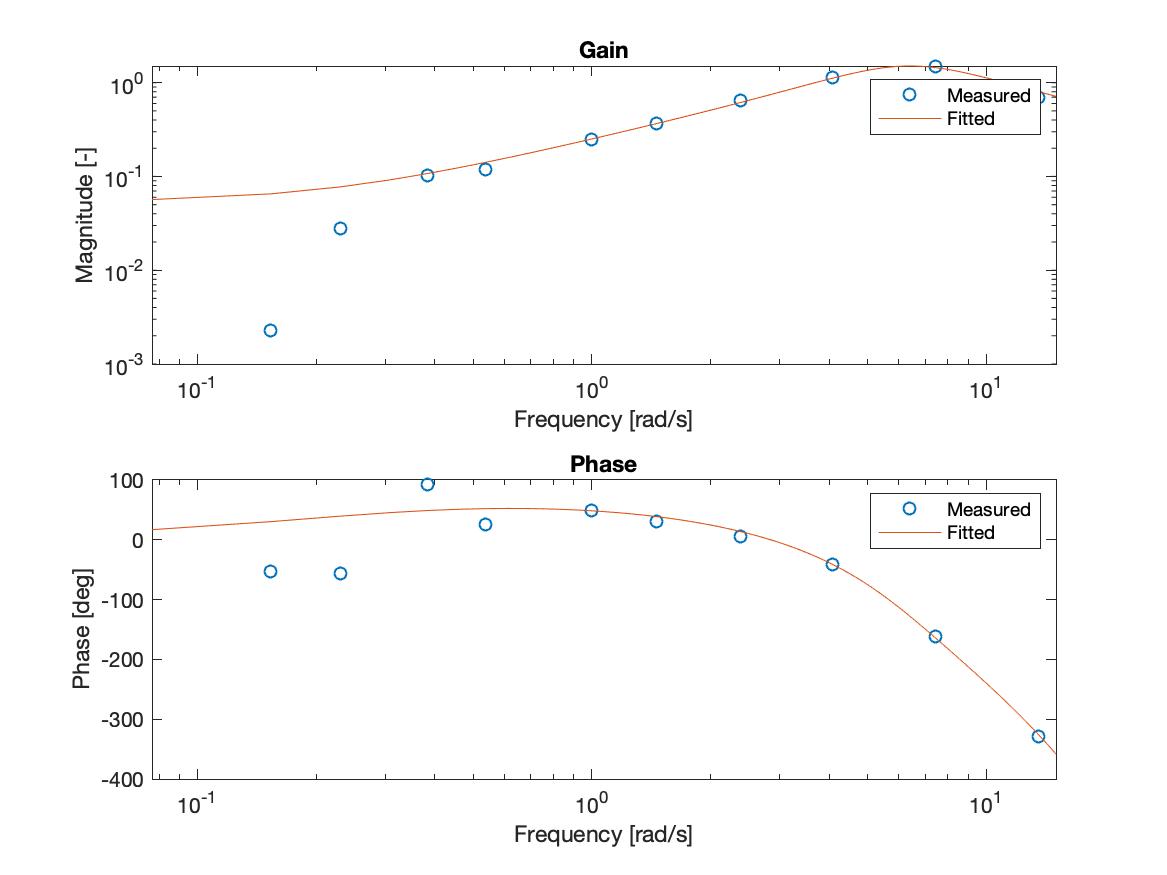 Gain
Magnitude [-]
10^0
10^-1
10^-2
10^-3
Measured
Fitted
10^-1
10^0
10^1
Frequency [rad/s]
Phase
Phase [deg]
100
0
-100
-200
-300
-400
Measured
Fitted
10^-1
10^0
10^1
Frequency [rad/s]